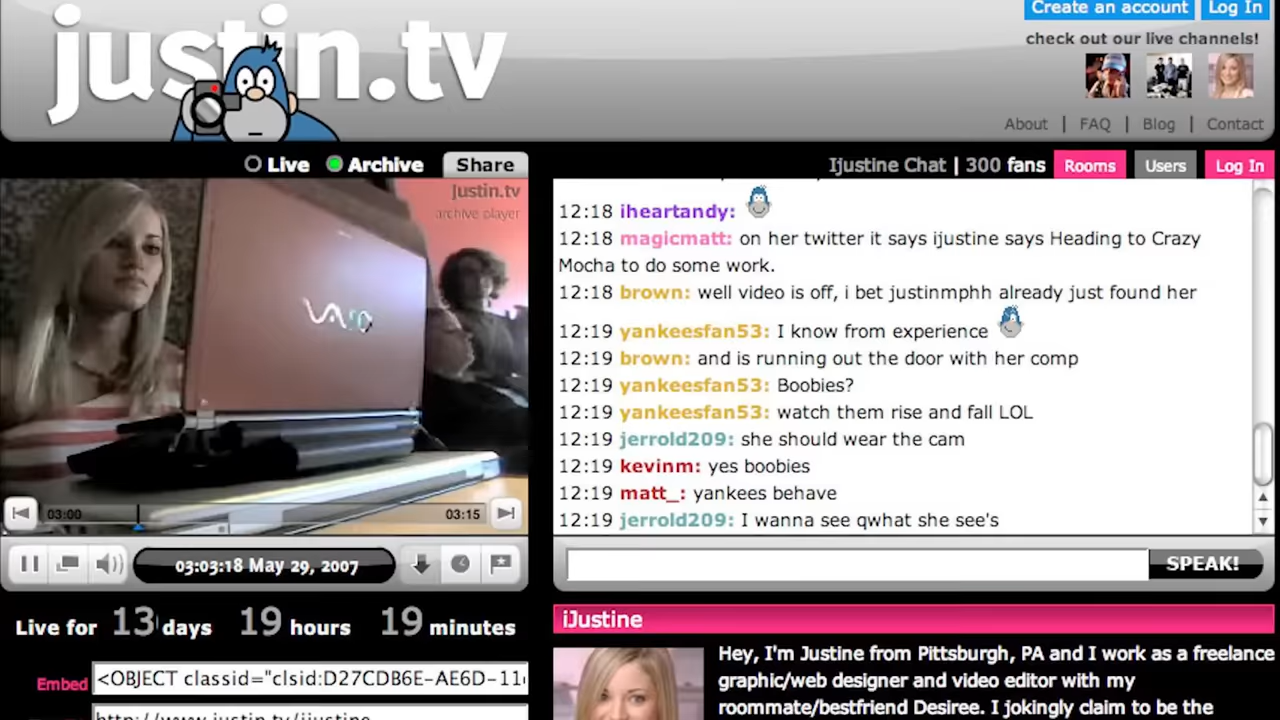 justin.tv
Create an account
Log In
check out our live channels!
About | FAQ | Blog | Contact
Live
Archive
Share
Ijustine Chat | 300 fans
Rooms
Users
Log In
Justin.tv
archive player
VAIO
03:00
03:15
03:03:18 May 29, 2007
12:18 iheartandy:
12:18 magicmatt: on her twitter it says ijustine says Heading to Crazy
Mocha to do some work.
12:18 brown: well video is off, i bet justinmphh already just found her
12:19 yankeesfan53: I know from experience
12:19 brown: and is running out the door with her comp
12:19 yankeesfan53: Boobies?
12:19 yankeesfan53: watch them rise and fall LOL
12:19 jerrold209: she should wear the cam
12:19 kevinm: yes boobies
12:19 matt_: yankees behave
12:19 jerrold209: I wanna see qwhat she see's
SPEAK!
Live for 13 days 19 hours 19 minutes
Embed
<OBJECT classid="clsid:D27CDB6E-AE6D-11
http://www.justin.tv/ijustine
iJustine
Hey, I'm Justine from Pittsburgh, PA and I work as a freelance
graphic/web designer and video editor with my
roommate/bestfriend Desiree. I jokingly claim to be the